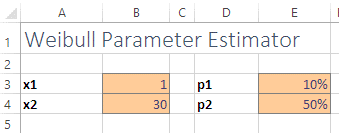 A B C D E
1 Weibull Parameter Estimator
2
3 x1 1 p1 10%
4 x2 30 p2 50%
5